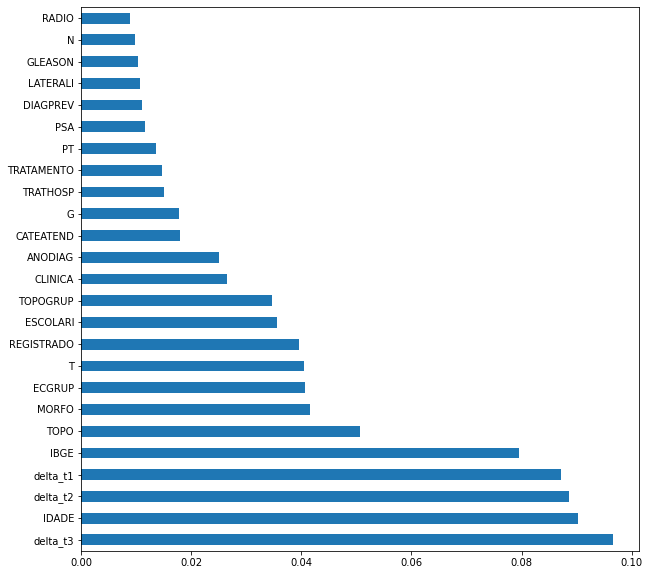 RADIO
N
GLEASON
LATERALI
DIAGPREV
PSA
PT
TRATAMENTO
TRATHOSP
G
CATEATEND
ANODIAG
CLINICA
TOPOGRUP
ESCOLARI
REGISTRADO
T
ECGRUP
MORFO
TOPO
IBGE
delta_t1
delta_t2
IDADE
delta_t3
0.00 0.02 0.04 0.06 0.08 0.10